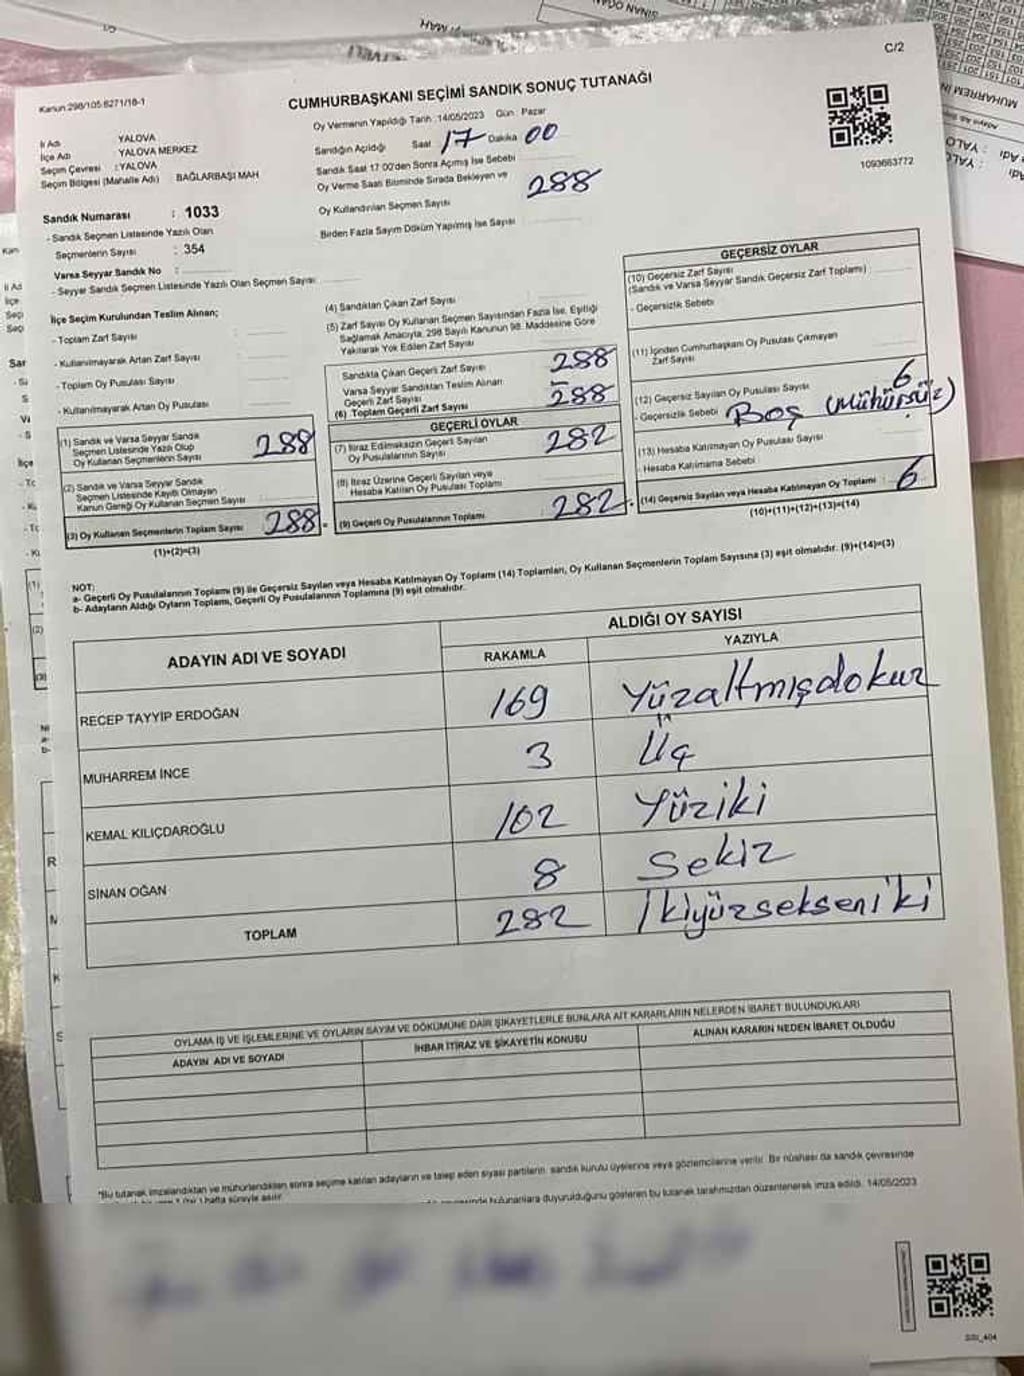 C/2
Kanun:298/105.6271/18-1
CUMHURBAŞKANI SEÇİMİ SANDIK SONUÇ TUTANAĞI
Oy Vermenin Yapıldığı Tarih :14/05/2023 Gün : Pazar
İl Adı YALOVA
İlçe Adı YALOVA MERKEZ
Seçim Çevresi :YALOVA
Seçim Bölgesi (Mahalle Adı) : BAĞLARBAŞI MAH
Sandığın Açıldığı Saat 17 Dakika 00
Sandık Saat 17:00'den Sonra Açmış İse Sebebi
Oy Verme Saati Bitiminde Sırada Bekleyen ve
Oy Kullandırılan Seçmen Sayısı 288
Birden Fazla Sayım Döküm Yapılmış İse Sayısı
1093663772
Sandık Numarası : 1033
- Sandık Seçmen Listesinde Yazılı Olan
Seçmenlerin Sayısı : 354
Varsa Seyyar Sandık No :
- Seyyar Sandık Seçmen Listesinde Yazılı Olan Seçmen Sayısı:
İlçe Seçim Kurulundan Teslim Alınan;
- Toplam Zarf Sayısı :
- Kullanılmayarak Artan Zarf Sayısı
- Toplam Oy Pusulası Sayısı
- Kullanılmayarak Artan Oy Pusulası
(1) Sandık ve Varsa Seyyar Sandık
Seçmen Listesinde Yazılı Olup
Oy Kullanan Seçmenlerin Sayısı 288
(2) Sandık ve Varsa Seyyar Sandık
Seçmen Listesinde Kayıtlı Olmayan
Kanun Gereği Oy Kullanan Seçmen Sayısı
(3) Oy Kullanan Seçmenlerin Toplam Sayısı 288 =
(1)+(2)=(3)
(4) Sandıktan Çıkan Zarf Sayısı
(5) Zarf Sayısı Oy Kullanan Seçmen Sayısından Fazla İse, Eşitliği
Sağlamak Amacıyla, 298 Sayılı Kanunun 98. Maddesine Göre
Yakılarak Yok Edilen Zarf Sayısı
Sandıkta Çıkan Geçerli Zarf Sayısı 288
Varsa Seyyar Sandıktan Teslim Alınan
Geçerli Zarf Sayısı –
(6) Toplam Geçerli Zarf Sayısı 288
GEÇERLİ OYLAR
(7) İtiraz Edilmeksizin Geçerli Sayılan
Oy Pusulalarının Sayısı 282
(8) İtiraz Üzerine Geçerli Sayılan veya
Hesaba Katılan Oy Pusulası Toplamı
(9) Geçerli Oy Pusulalarının Toplamı 282 +
GEÇERSİZ OYLAR
(10) Geçersiz Zarf Sayısı
(Sandık ve Varsa Seyyar Sandık Geçersiz Zarf Toplamı)
- Geçersizlik Sebebi
(11) İçinden Cumhurbaşkanı Oy Pusulası Çıkmayan
Zarf Sayısı
(12) Geçersiz Sayılan Oy Pusulası Sayısı 6
- Geçersizlik Sebebi Boş (Mühürsüz)
(13) Hesaba Katılmayan Oy Pusulası Sayısı
- Hesaba Katılmama Sebebi
(14) Geçersiz Sayılan veya Hesaba Katılmayan Oy Toplamı : 6
(10)+(11)+(12)+(13)=(14)
NOT:
a- Geçerli Oy Pusulalarının Toplamı (9) ile Geçersiz Sayılan veya Hesaba Katılmayan Oy Toplamı (14) Toplamları, Oy Kullanan Seçmenlerin Toplam Sayısına (3) eşit olmalıdır. (9)+(14)=(3)
b- Adayların Aldığı Oyların Toplamı, Geçerli Oy Pusulalarının Toplamına (9) eşit olmalıdır.
ADAYIN ADI VE SOYADI ALDIĞI OY SAYISI
RAKAMLA YAZIYLA
RECEP TAYYİP ERDOĞAN 169 Yüzaltmışdokuz
MUHARREM İNCE 3 Üç
KEMAL KILIÇDAROĞLU 102 Yüziki
SİNAN OĞAN 8 Sekiz
TOPLAM 282 İkiyüzsekseniki
OYLAMA İŞ VE İŞLEMLERİNE VE OYLARIN SAYIM VE DÖKÜMÜNE DAİR ŞİKAYETLERLE BUNLARA AİT KARARLARIN NELERDEN İBARET BULUNDUKLARI
ADAYIN ADI VE SOYADI İHBAR İTİRAZ VE ŞİKAYETİN KONUSU ALINAN KARARIN NEDEN İBARET OLDUĞU
"Bu tutanak imzalandıktan ve mühürlendikten sonra seçime katılan adayların ve talep eden siyasi partilerin, sandık kurulu üyelerine veya gözlemcilerine verilir. Bir nüshası da sandık çevresinde
hafta süreyle asılır. bulunanlara duyurulduğunu gösteren bu tutanak tarafımızdan düzenlenerek imza edildi. 14/05/2023
SSI_404